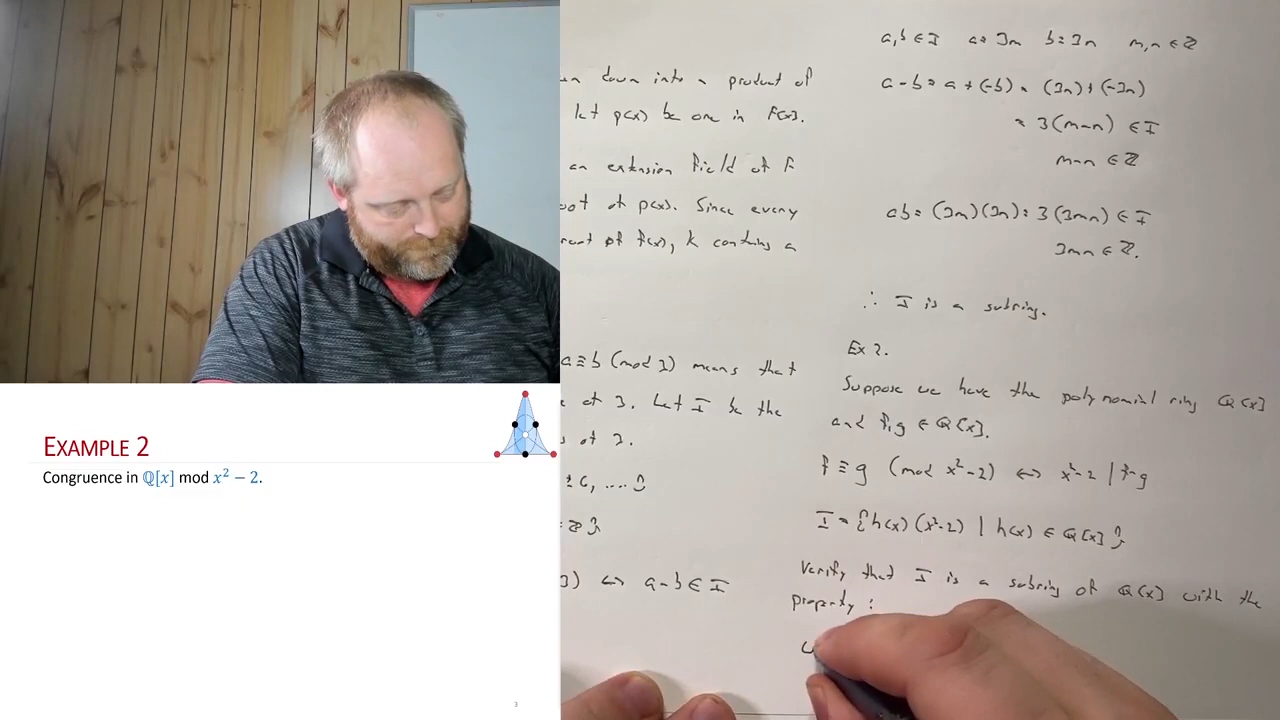 EXAMPLE 2
Congruence in ℚ[x] mod x² − 2.
3
down into a product of
let p(x) be one in F[x].
an extension field of F
root of p(x). Since every
root of f(x), K contains a
a ≡ b (mod 3) means that
of 3. Let I be the
of 3.
±6, ....}
3) ↔ a-b ∈ I
a,b ∈ I a=3m b=3n m,n ∈ ℤ
a-b = a+(-b) = (3m)+(-3n)
= 3(m-n) ∈ I
m-n ∈ ℤ
ab = (3m)(3n) = 3(3mn) ∈ I
3mn ∈ ℤ.
∴ I is a subring.
Ex 2.
Suppose we have the polynomial ring ℚ[x]
and f,g ∈ ℚ[x].
f ≡ g (mod x²-2) ↔ x²-2 | f-g
I = {h(x)(x²-2) | h(x) ∈ ℚ[x]}
Verify that I is a subring of ℚ[x] with the
property: